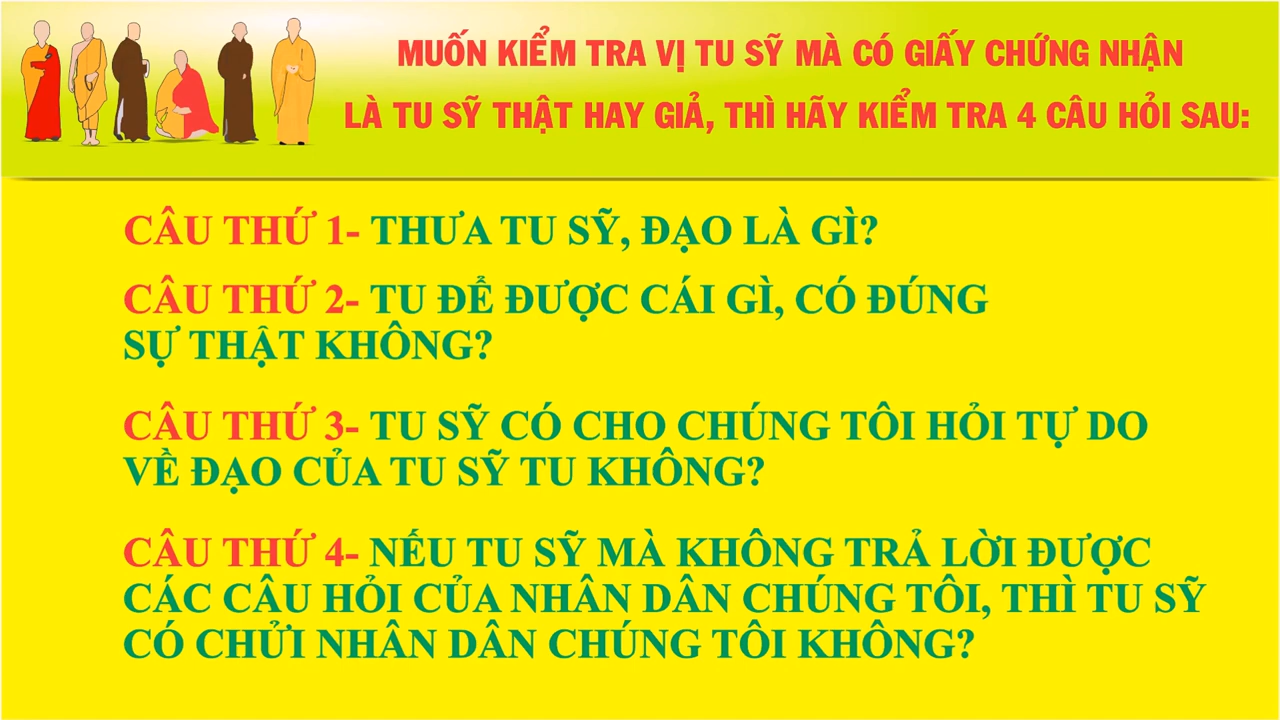 MUỐN KIỂM TRA VỊ TU SỸ MÀ CÓ GIẤY CHỨNG NHẬN
LÀ TU SỸ THẬT HAY GIẢ, THÌ HÃY KIỂM TRA 4 CÂU HỎI SAU:
CÂU THỨ 1- THƯA TU SỸ, ĐẠO LÀ GÌ?
CÂU THỨ 2- TU ĐỂ ĐƯỢC CÁI GÌ, CÓ ĐÚNG
SỰ THẬT KHÔNG?
CÂU THỨ 3- TU SỸ CÓ CHO CHÚNG TÔI HỎI TỰ DO
VỀ ĐẠO CỦA TU SỸ TU KHÔNG?
CÂU THỨ 4- NẾU TU SỸ MÀ KHÔNG TRẢ LỜI ĐƯỢC
CÁC CÂU HỎI CỦA NHÂN DÂN CHÚNG TÔI, THÌ TU SỸ
CÓ CHỬI NHÂN DÂN CHÚNG TÔI KHÔNG?